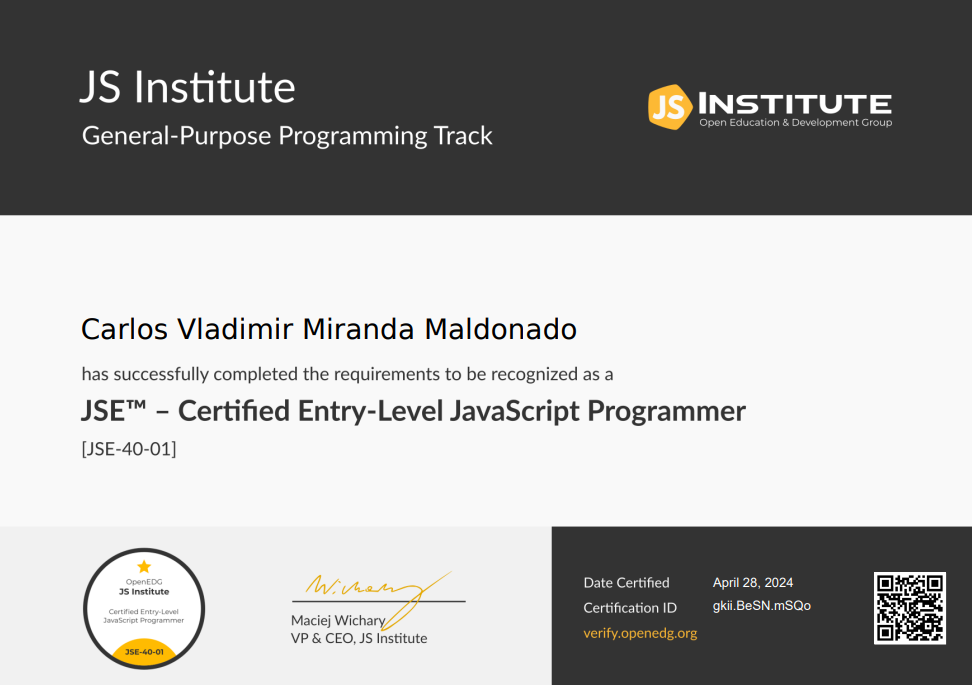 JS Institute
General-Purpose Programming Track
JS INSTITUTE
Open Education & Development Group
Carlos Vladimir Miranda Maldonado
has successfully completed the requirements to be recognized as a
JSE™ – Certified Entry-Level JavaScript Programmer
[JSE-40-01]
OpenEDG
JS Institute
Certified Entry-Level
JavaScript Programmer
JSE-40-01
W.chary
Maciej Wichary
VP & CEO, JS Institute
Date Certified April 28, 2024
Certification ID gkii.BeSN.mSQo
verify.openedg.org